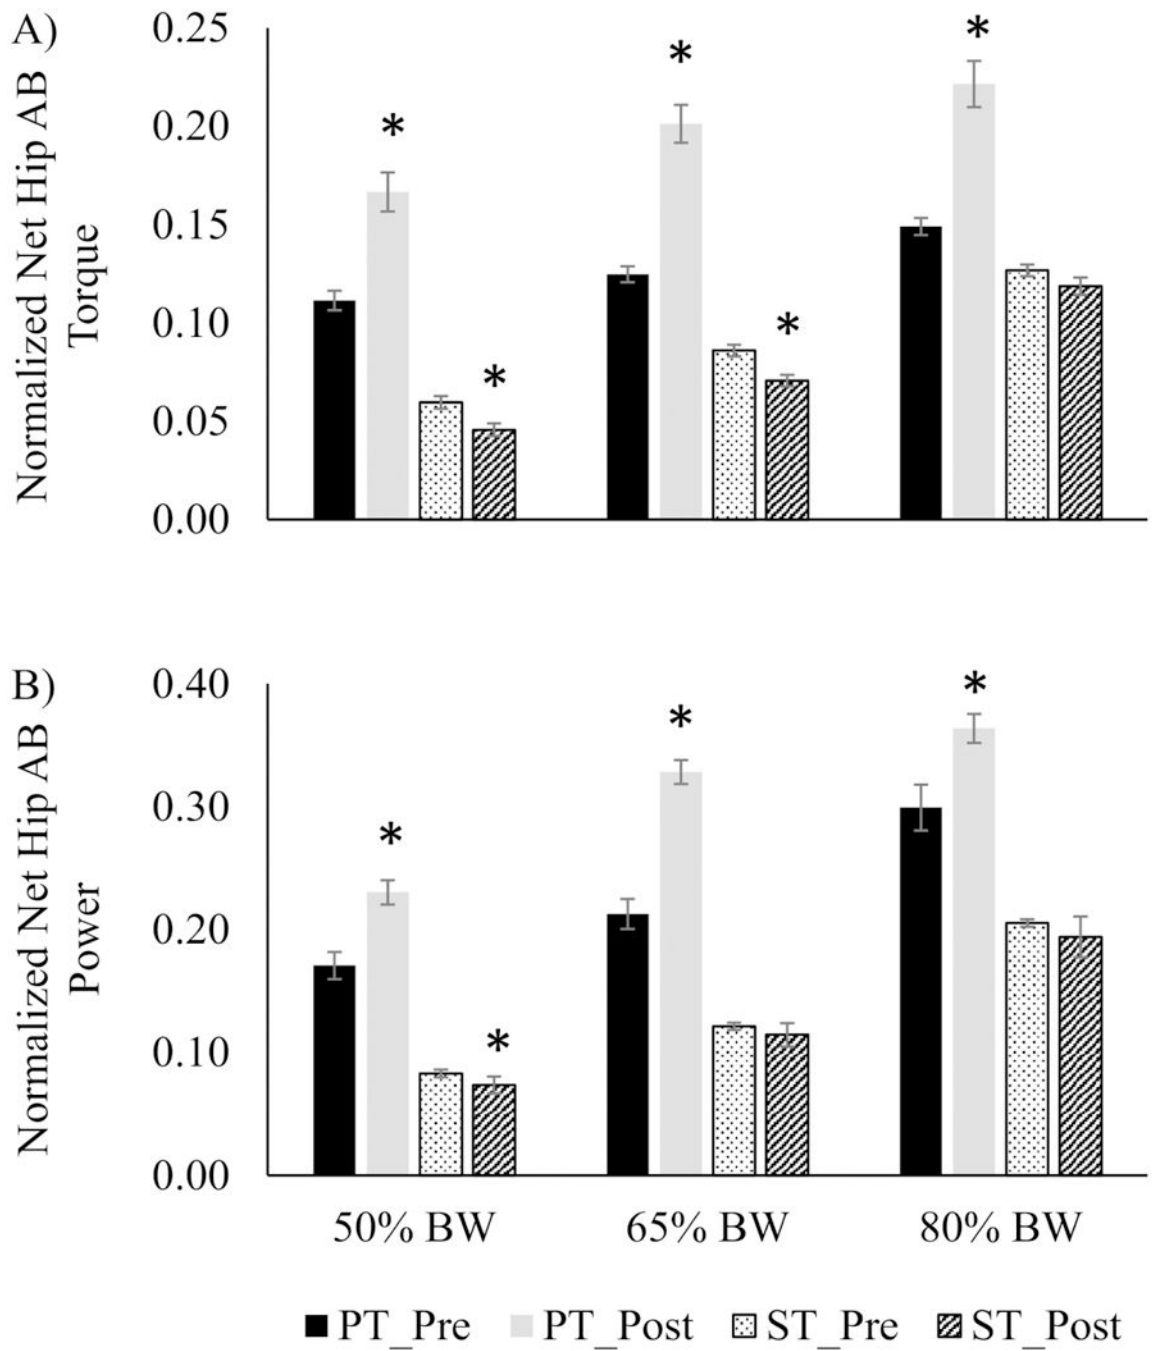 A)
Normalized Net Hip AB
Torque
0.25
0.20
0.15
0.10
0.05
0.00
*
*
*
*
*
B)
Normalized Net Hip AB
Power
0.40
0.30
0.20
0.10
0.00
*
*
*
*
50% BW 65% BW 80% BW
PT_Pre PT_Post ST_Pre ST_Post